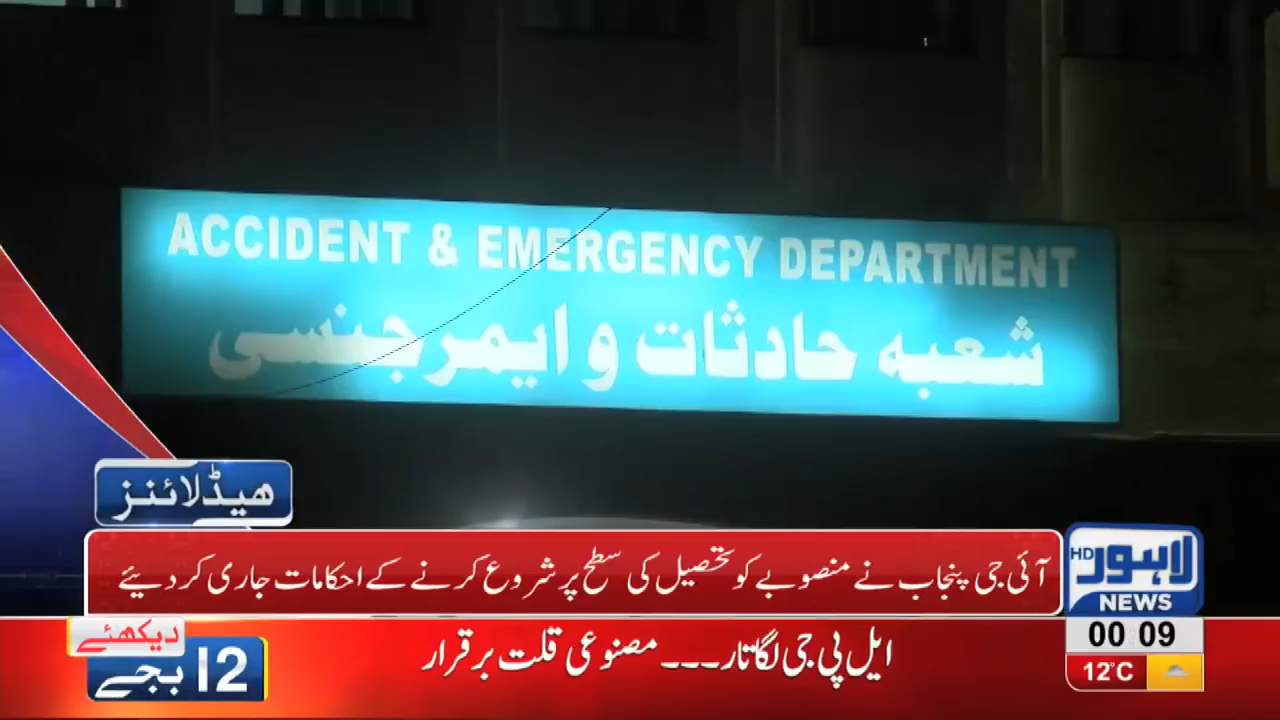 ACCIDENT & EMERGENCY DEPARTMENT
شعبہ حادثات و ایمرجنسی
ھیڈلائنز
آئی جی پنجاب نے منصوبے کو تحصیل کی سطح پر شروع کرنے کے احکامات جاری کر دیئے
HD لاہور
NEWS
00 09
12°C
دیکھئے
12 بجے
ایل پی جی لگاتار۔۔۔ مصنوعی قلت برقرار